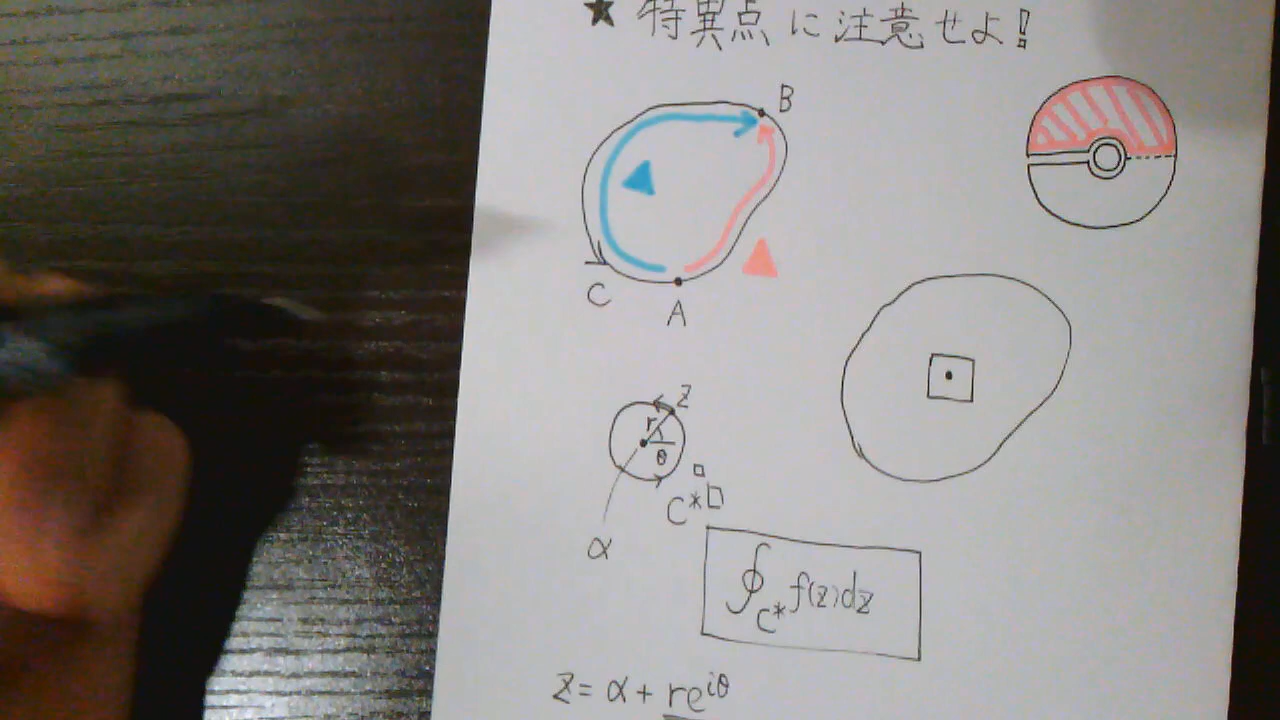 ★ 特異点に注意せよ!
B
C
A
z
r
θ
C*
α
∮C* f(z)dz
z = α + re^iθ